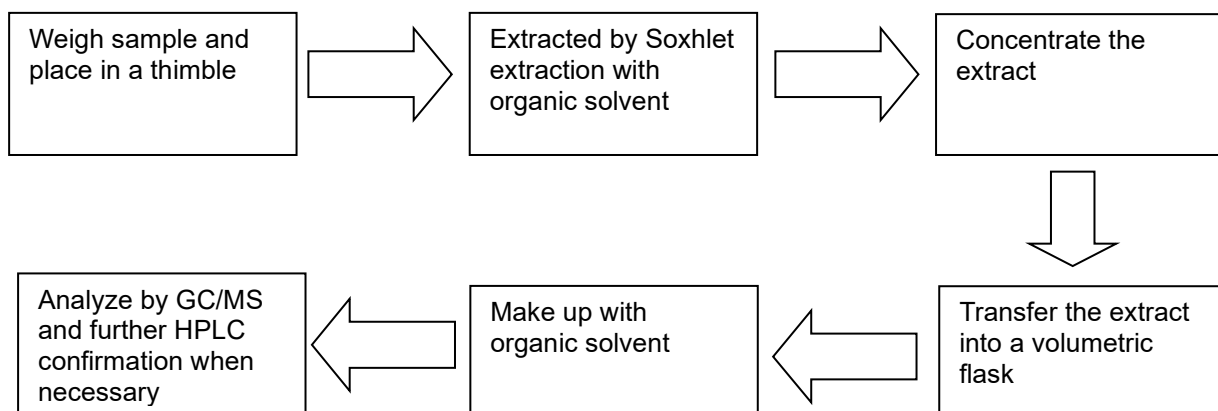 Weigh sample and
place in a thimble
Extracted by Soxhlet
extraction with
organic solvent
Concentrate the
extract
Transfer the extract
into a volumetric
flask
Make up with
organic solvent
Analyze by GC/MS
and further HPLC
confirmation when
necessary